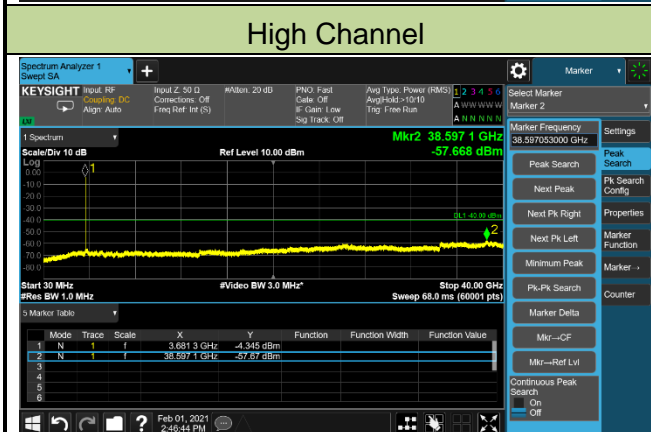 High Channel
Spectrum Analyzer 1
Swept SA
+
Marker
KEYSIGHT Input: RF
Coupling: DC
Align: Auto
Input Z: 50 Ω
Corrections: Off
Freq Ref: Int (S)
#Atten: 20 dB
PNO: Fast
Gate: Off
IF Gain: Low
Sig Track: Off
Avg Type: Power (RMS)
Avg|Hold:>10/10
Trig: Free Run
1 2 3 4 5 6
A W W W W W
A N N N N N
Select Marker
Marker 2
Marker Frequency
38.597053000 GHz
Settings
1 Spectrum
Scale/Div 10 dB
Ref Level 10.00 dBm
Mkr2 38.597 1 GHz
-57.668 dBm
Log
0.00
-10.0
-20.0
-30.0
-40.0
-50.0
-60.0
-70.0
-80.0
1
DL1 -40.00 dBm
2
Start 30 MHz
#Res BW 1.0 MHz
#Video BW 3.0 MHz*
Stop 40.00 GHz
Sweep 68.0 ms (60001 pts)
Peak Search
Next Peak
Next Pk Right
Next Pk Left
Minimum Peak
Pk-Pk Search
Marker Delta
Mkr→CF
Mkr→Ref Lvl
Continuous Peak
Search
On
Off
Peak
Search
Pk Search
Config
Properties
Marker
Function
Marker→
Counter
5 Marker Table
Mode Trace Scale X Y Function Function Width Function Value
1 N 1 f 3.681 3 GHz -4.345 dBm
2 N 1 f 38.597 1 GHz -57.67 dBm
3
4
5
6
?
Feb 01, 2021
2:46:44 PM